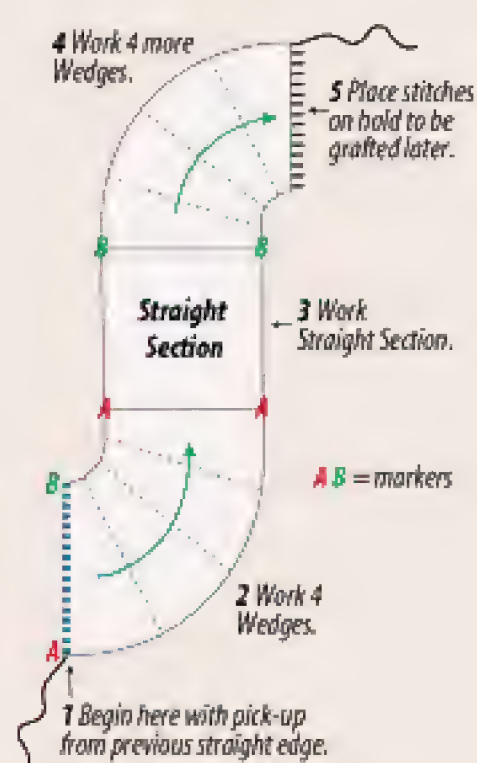 4 Work 4 more
Wedges.
5 Place stitches
on hold to be
grafted later.
B B
Straight
Section
3 Work
Straight Section.
A A
B
A B = markers
2 Work 4
Wedges.
A
1 Begin here with pick-up
from previous straight edge.